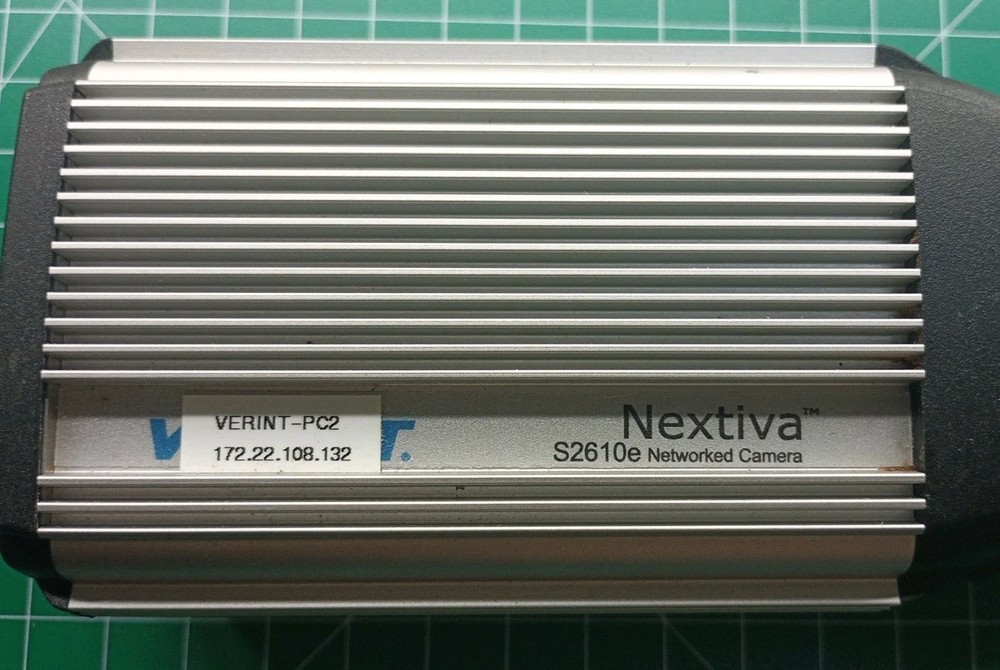 VERINT-PC2
172.22.108.132
Nextiva™
S2610e Networked Camera